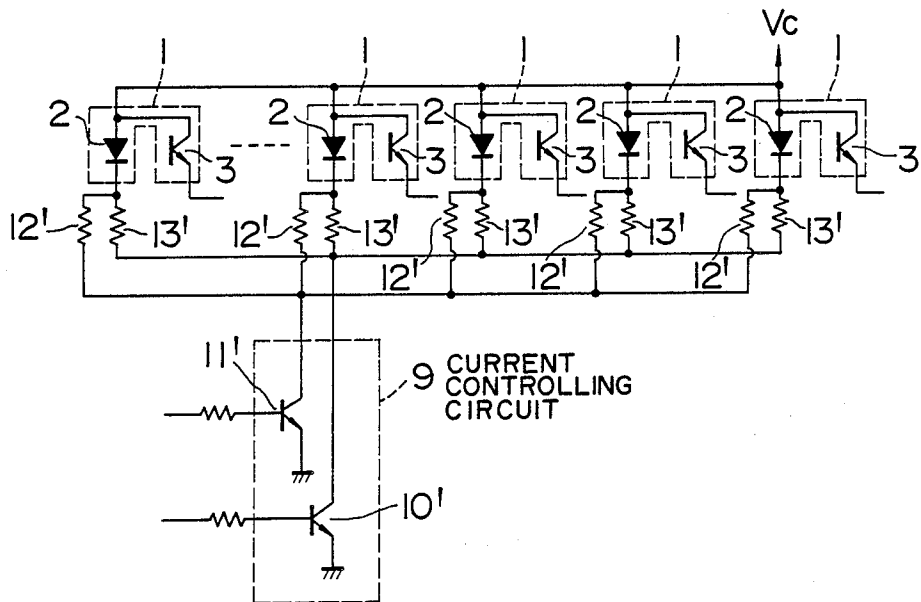 Vc
1 1 1 1 1
2 2 2 2 2
3 3 3 3 3
12' 13' 12' 13' 12' 13' 12' 13' 12' 13'
11'
9 CURRENT
CONTROLLING
CIRCUIT
10'